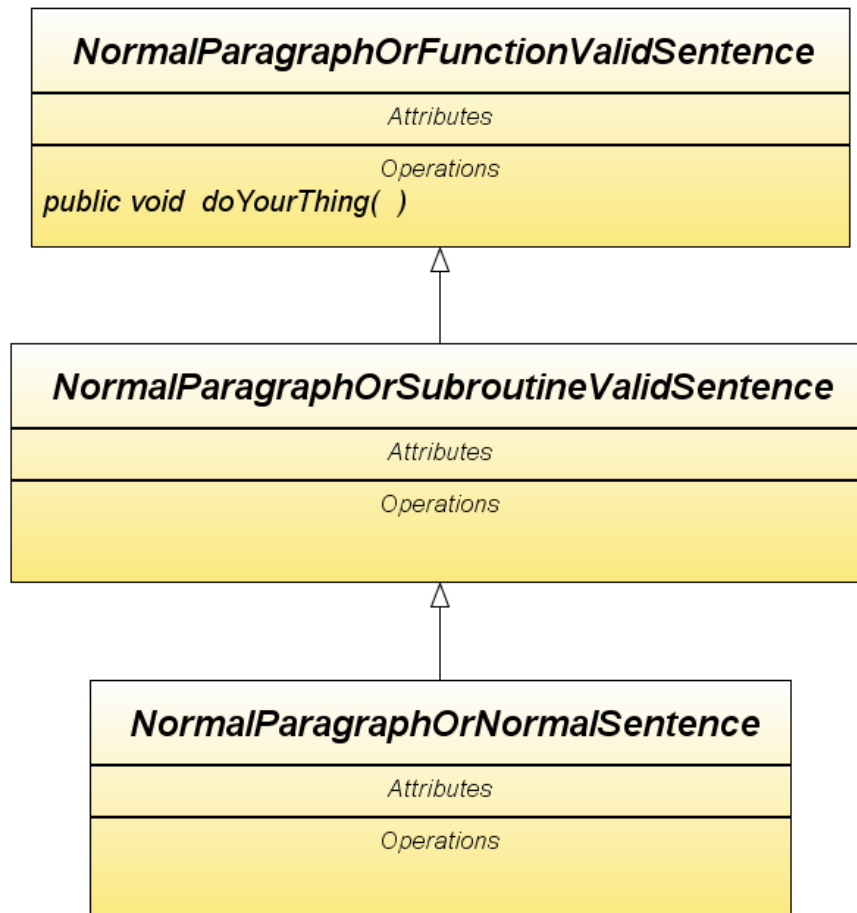 NormalParagraphOrFunctionValidSentence
Attributes
Operations
public void doYourThing( )
NormalParagraphOrSubroutineValidSentence
Attributes
Operations
NormalParagraphOrNormalSentence
Attributes
Operations